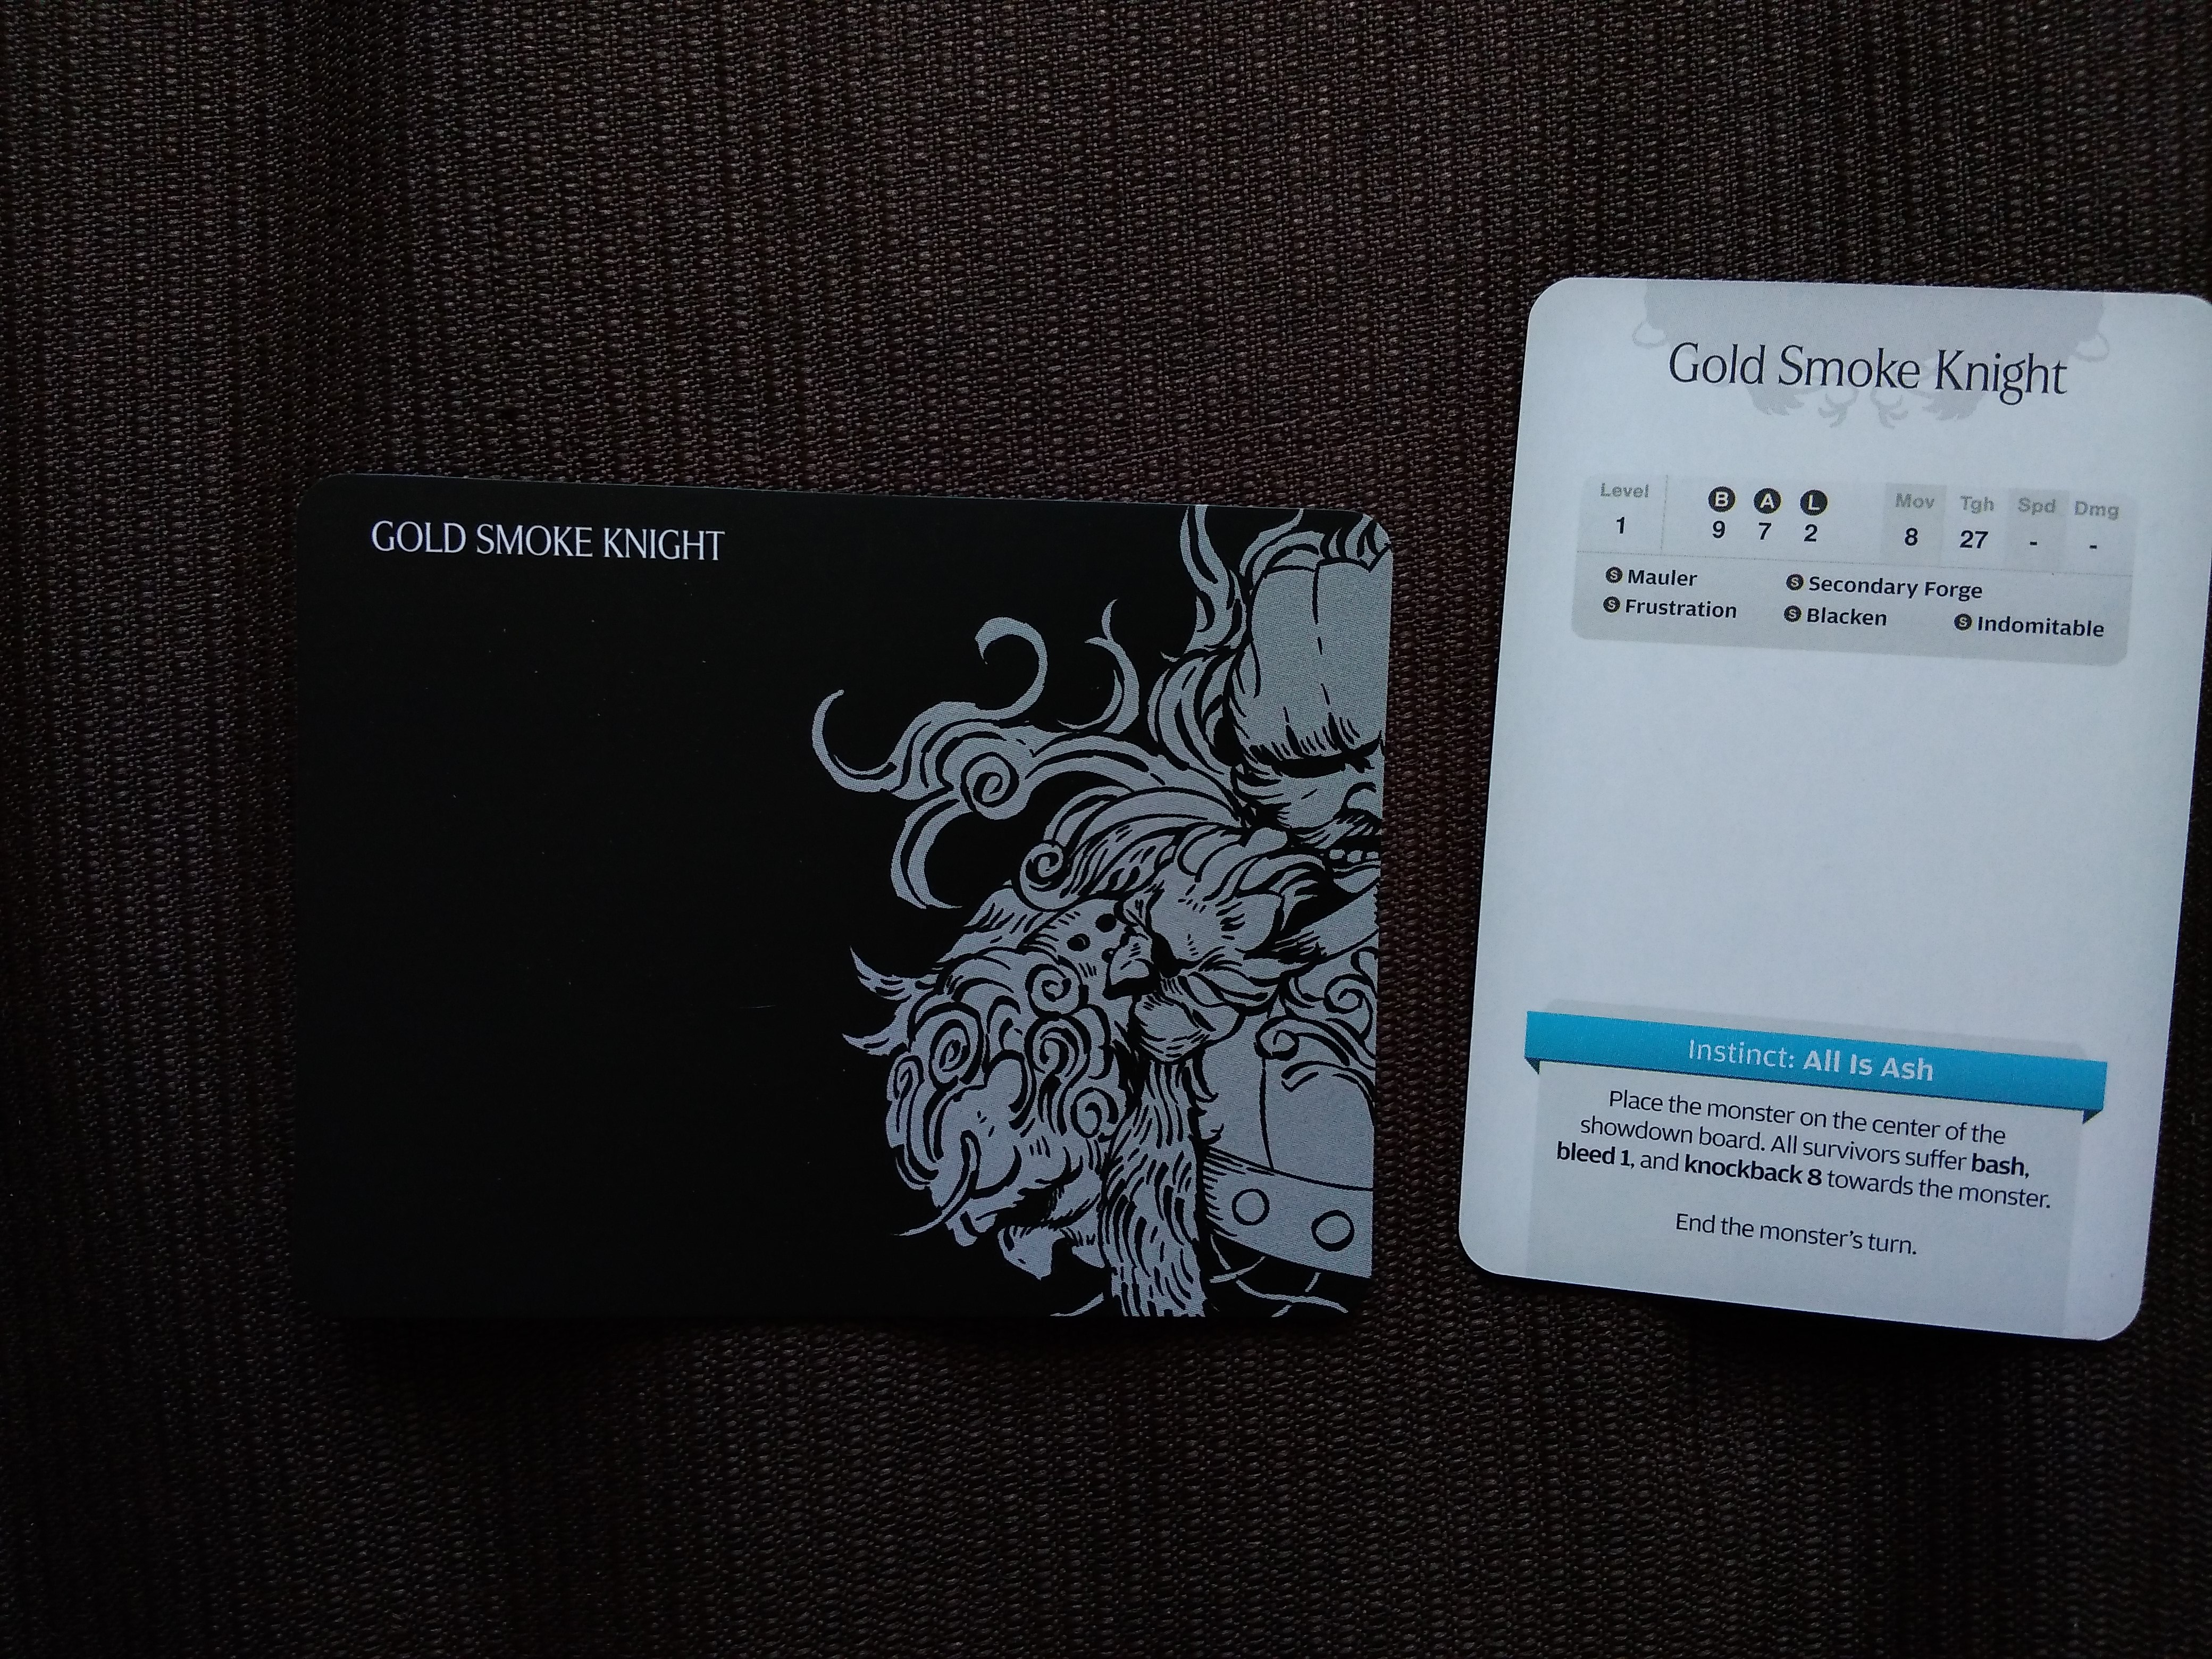 GOLD SMOKE KNIGHT
Gold Smoke Knight
Level B A L Mov Tgh Spd Dmg
1 9 7 2 8 27 - -
S Mauler S Secondary Forge
S Frustration S Blacken S Indomitable
Instinct: All Is Ash
Place the monster on the center of the
showdown board. All survivors suffer bash,
bleed 1, and knockback 8 towards the monster.
End the monster's turn.